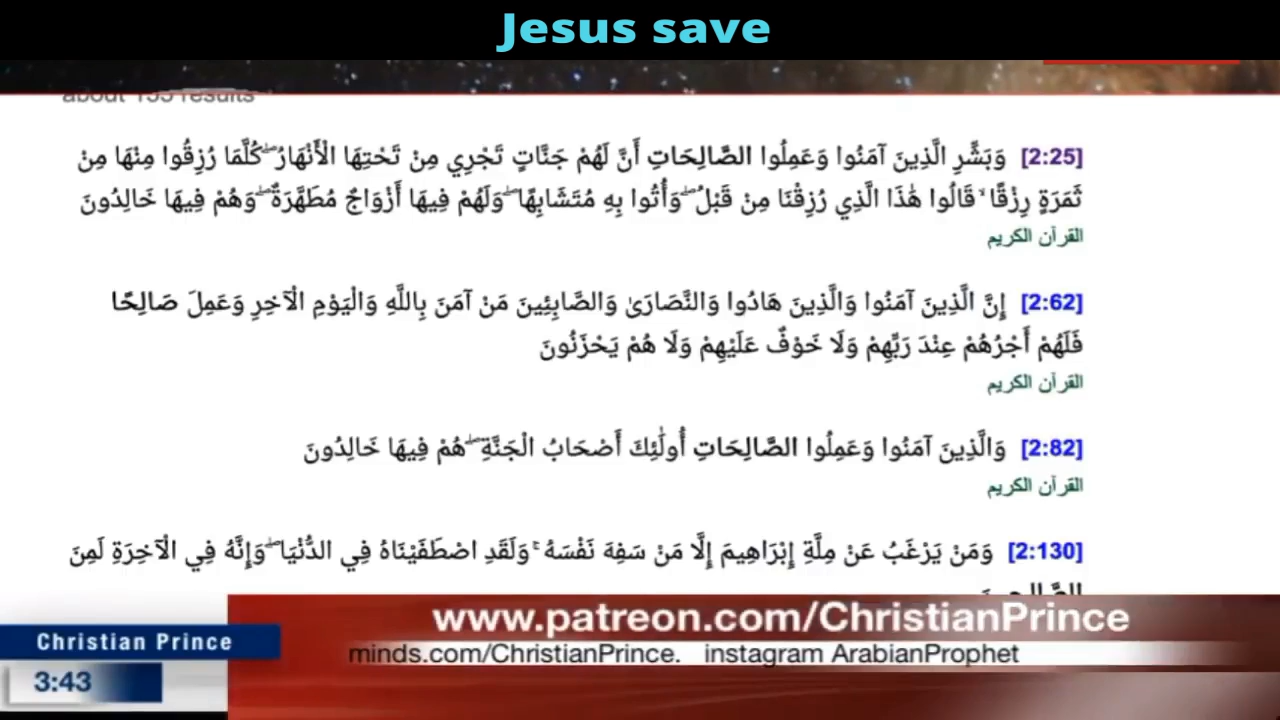 Jesus save
about 155 results
[2:25] وَبَشِّرِ الَّذِينَ آمَنُوا وَعَمِلُوا الصَّالِحَاتِ أَنَّ لَهُمْ جَنَّاتٍ تَجْرِي مِنْ تَحْتِهَا الْأَنْهَارُ ۖ كُلَّمَا رُزِقُوا مِنْهَا مِنْ
ثَمَرَةٍ رِزْقًا ۙ قَالُوا هَٰذَا الَّذِي رُزِقْنَا مِنْ قَبْلُ ۖ وَأُتُوا بِهِ مُتَشَابِهًا ۖ وَلَهُمْ فِيهَا أَزْوَاجٌ مُطَهَّرَةٌ ۖ وَهُمْ فِيهَا خَالِدُونَ
القرآن الكريم
[2:62] إِنَّ الَّذِينَ آمَنُوا وَالَّذِينَ هَادُوا وَالنَّصَارَىٰ وَالصَّابِئِينَ مَنْ آمَنَ بِاللَّهِ وَالْيَوْمِ الْآخِرِ وَعَمِلَ صَالِحًا
فَلَهُمْ أَجْرُهُمْ عِنْدَ رَبِّهِمْ وَلَا خَوْفٌ عَلَيْهِمْ وَلَا هُمْ يَحْزَنُونَ
القرآن الكريم
[2:82] وَالَّذِينَ آمَنُوا وَعَمِلُوا الصَّالِحَاتِ أُولَٰئِكَ أَصْحَابُ الْجَنَّةِ ۖ هُمْ فِيهَا خَالِدُونَ
القرآن الكريم
[2:130] وَمَنْ يَرْغَبُ عَنْ مِلَّةِ إِبْرَاهِيمَ إِلَّا مَنْ سَفِهَ نَفْسَهُ ۚ وَلَقَدِ اصْطَفَيْنَاهُ فِي الدُّنْيَا ۖ وَإِنَّهُ فِي الْآخِرَةِ لَمِنَ
www.patreon.com/ChristianPrince
Christian Prince
minds.com/ChristianPrince. instagram ArabianProphet
3:43